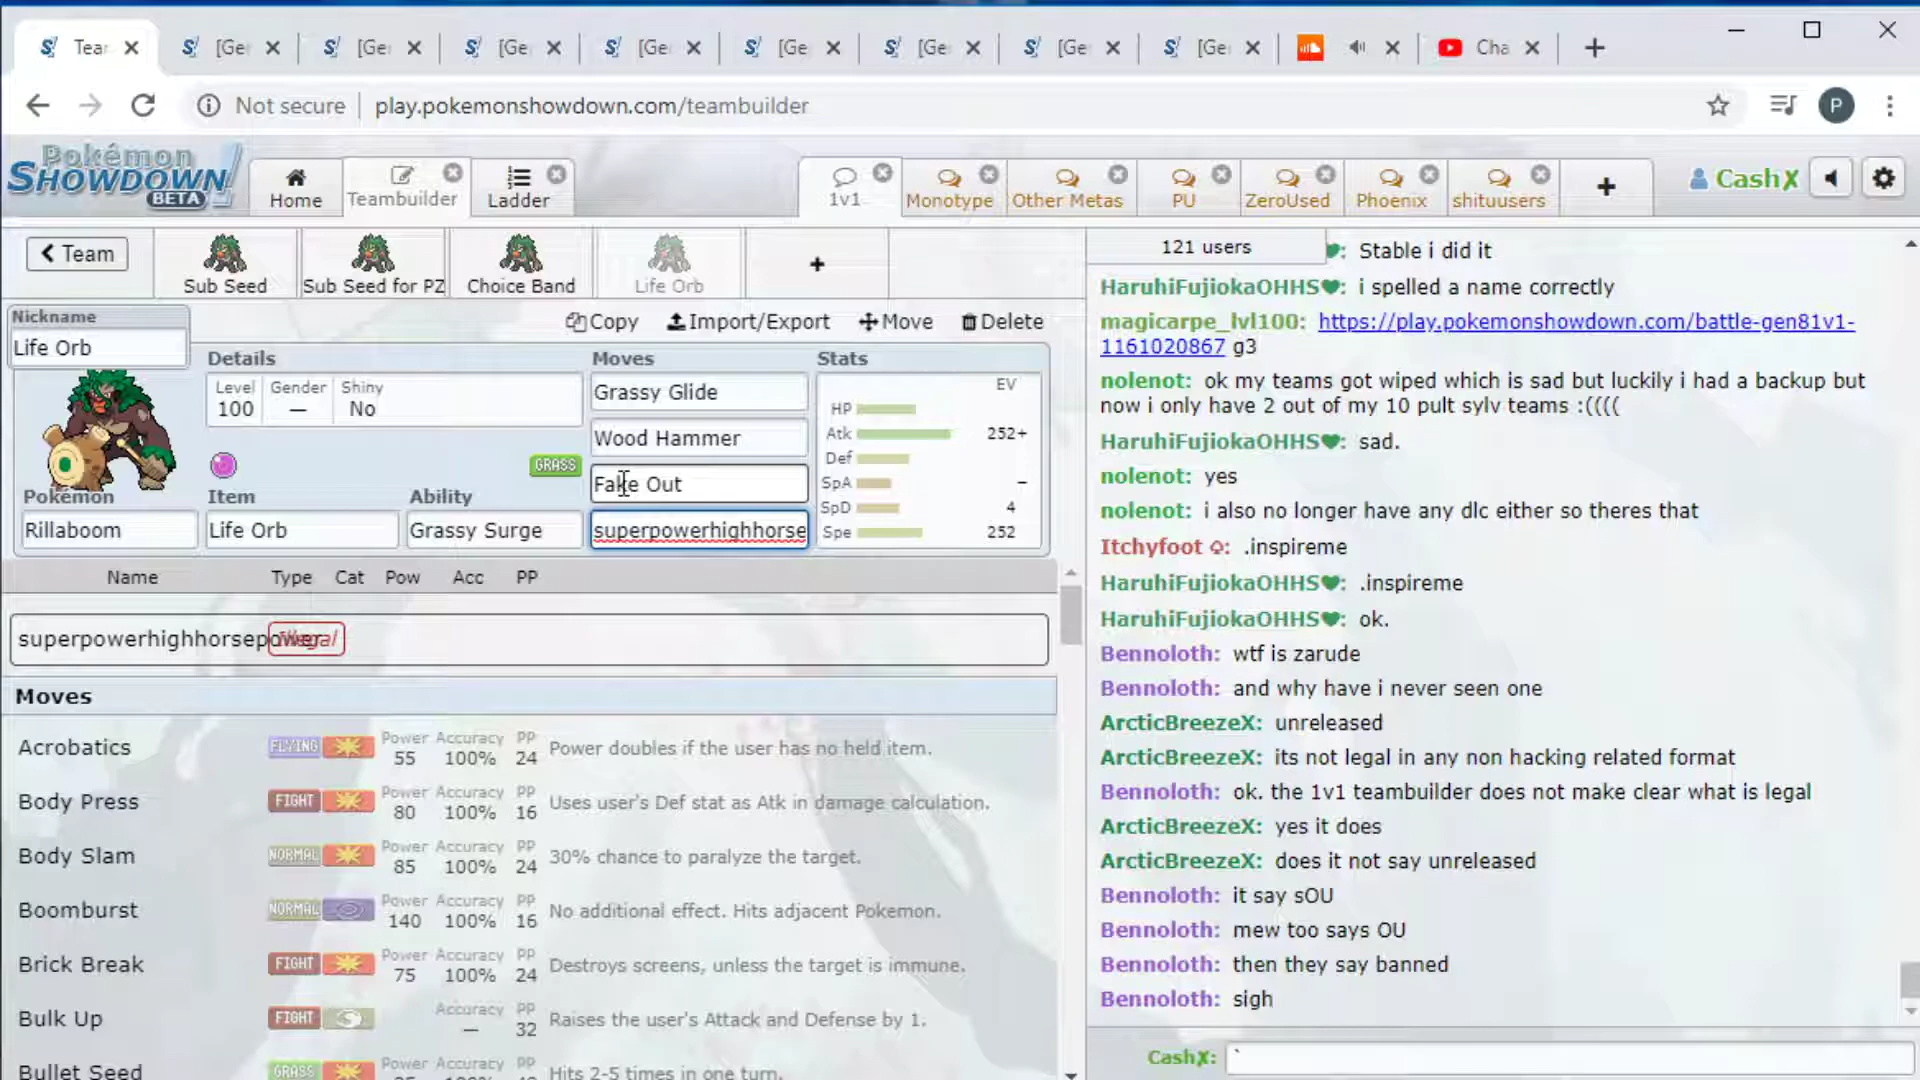 Tear
[Ge
[Ge
[Ge
[Ge
[Ge
[Ge
[Ge
[Ge
Cha
Not secure
play.pokemonshowdown.com/teambuilder
P
Pokémon
SHOWDOWN
BETA
Home
Teambuilder
Ladder
1v1
Monotype
Other Metas
PU
ZeroUsed
Phoenix
shituusers
CashX
Team
Sub Seed
Sub Seed for PZ
Choice Band
Life Orb
Nickname
Life Orb
Copy
Import/Export
Move
Delete
Details
Moves
Stats
Level
100
Gender
—
Shiny
No
GRASS
Pokémon
Rillaboom
Item
Life Orb
Ability
Grassy Surge
Grassy Glide
Wood Hammer
Fake Out
superpowerhighhorse
EV
HP
Atk 252+
Def
SpA –
SpD 4
Spe 252
Name Type Cat Pow Acc PP
superpowerhighhorsepower
Illegal
Moves
Acrobatics FLYING Power 55 Accuracy 100% PP 24 Power doubles if the user has no held item.
Body Press FIGHT Power 80 Accuracy 100% PP 16 Uses user's Def stat as Atk in damage calculation.
Body Slam NORMAL Power 85 Accuracy 100% PP 24 30% chance to paralyze the target.
Boomburst NORMAL Power 140 Accuracy 100% PP 16 No additional effect. Hits adjacent Pokemon.
Brick Break FIGHT Power 75 Accuracy 100% PP 24 Destroys screens, unless the target is immune.
Bulk Up FIGHT Accuracy — PP 32 Raises the user's Attack and Defense by 1.
Bullet Seed GRASS Power Accuracy PP Hits 2-5 times in one turn.
121 users
: Stable i did it
HaruhiFujiokaOHHS♥: i spelled a name correctly
magicarpe_lvl100: https://play.pokemonshowdown.com/battle-gen81v1-
1161020867 g3
nolenot: ok my teams got wiped which is sad but luckily i had a backup but
now i only have 2 out of my 10 pult sylv teams :((((
HaruhiFujiokaOHHS♥: sad.
nolenot: yes
nolenot: i also no longer have any dlc either so theres that
Itchyfoot ♤: .inspireme
HaruhiFujiokaOHHS♥: .inspireme
HaruhiFujiokaOHHS♥: ok.
Bennoloth: wtf is zarude
Bennoloth: and why have i never seen one
ArcticBreezeX: unreleased
ArcticBreezeX: its not legal in any non hacking related format
Bennoloth: ok. the 1v1 teambuilder does not make clear what is legal
ArcticBreezeX: yes it does
ArcticBreezeX: does it not say unreleased
Bennoloth: it say sOU
Bennoloth: mew too says OU
Bennoloth: then they say banned
Bennoloth: sigh
CashX: `